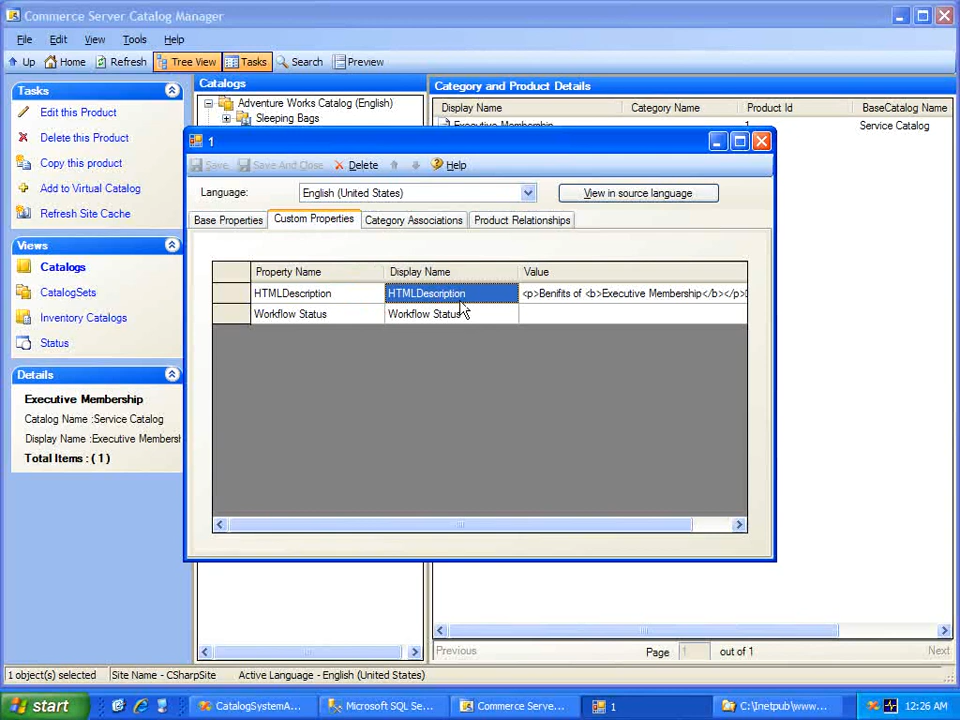 Commerce Server Catalog Manager
File Edit View Tools Help
Up Home Refresh Tree View Tasks Search Preview
Tasks
Edit this Product
Delete this Product
Copy this product
Add to Virtual Catalog
Refresh Site Cache
Views
Catalogs
CatalogSets
Inventory Catalogs
Status
Details
Executive Membership
Catalog Name :Service Catalog
Display Name :Executive Membersh
Total Items : ( 1 )
Catalogs
Adventure Works Catalog (English)
Sleeping Bags
Category and Product Details
Display Name Category Name Product Id BaseCatalog Name
Executive Membership 1 Service Catalog
1
Save Save And Close Delete Help
Language: English (United States) View in source language
Base Properties Custom Properties Category Associations Product Relationships
Property Name Display Name Value
HTMLDescription HTMLDescription <p>Benifits of <b>Executive Membership</b></p>
Workflow Status Workflow Status
Previous Page 1 out of 1 Next
1 object(s) selected Site Name - CSharpSite Active Language - English (United States)
start CatalogSystemA... Microsoft SQL Se... Commerce Serve... 1 C:\Inetpub\www... 12:26 AM